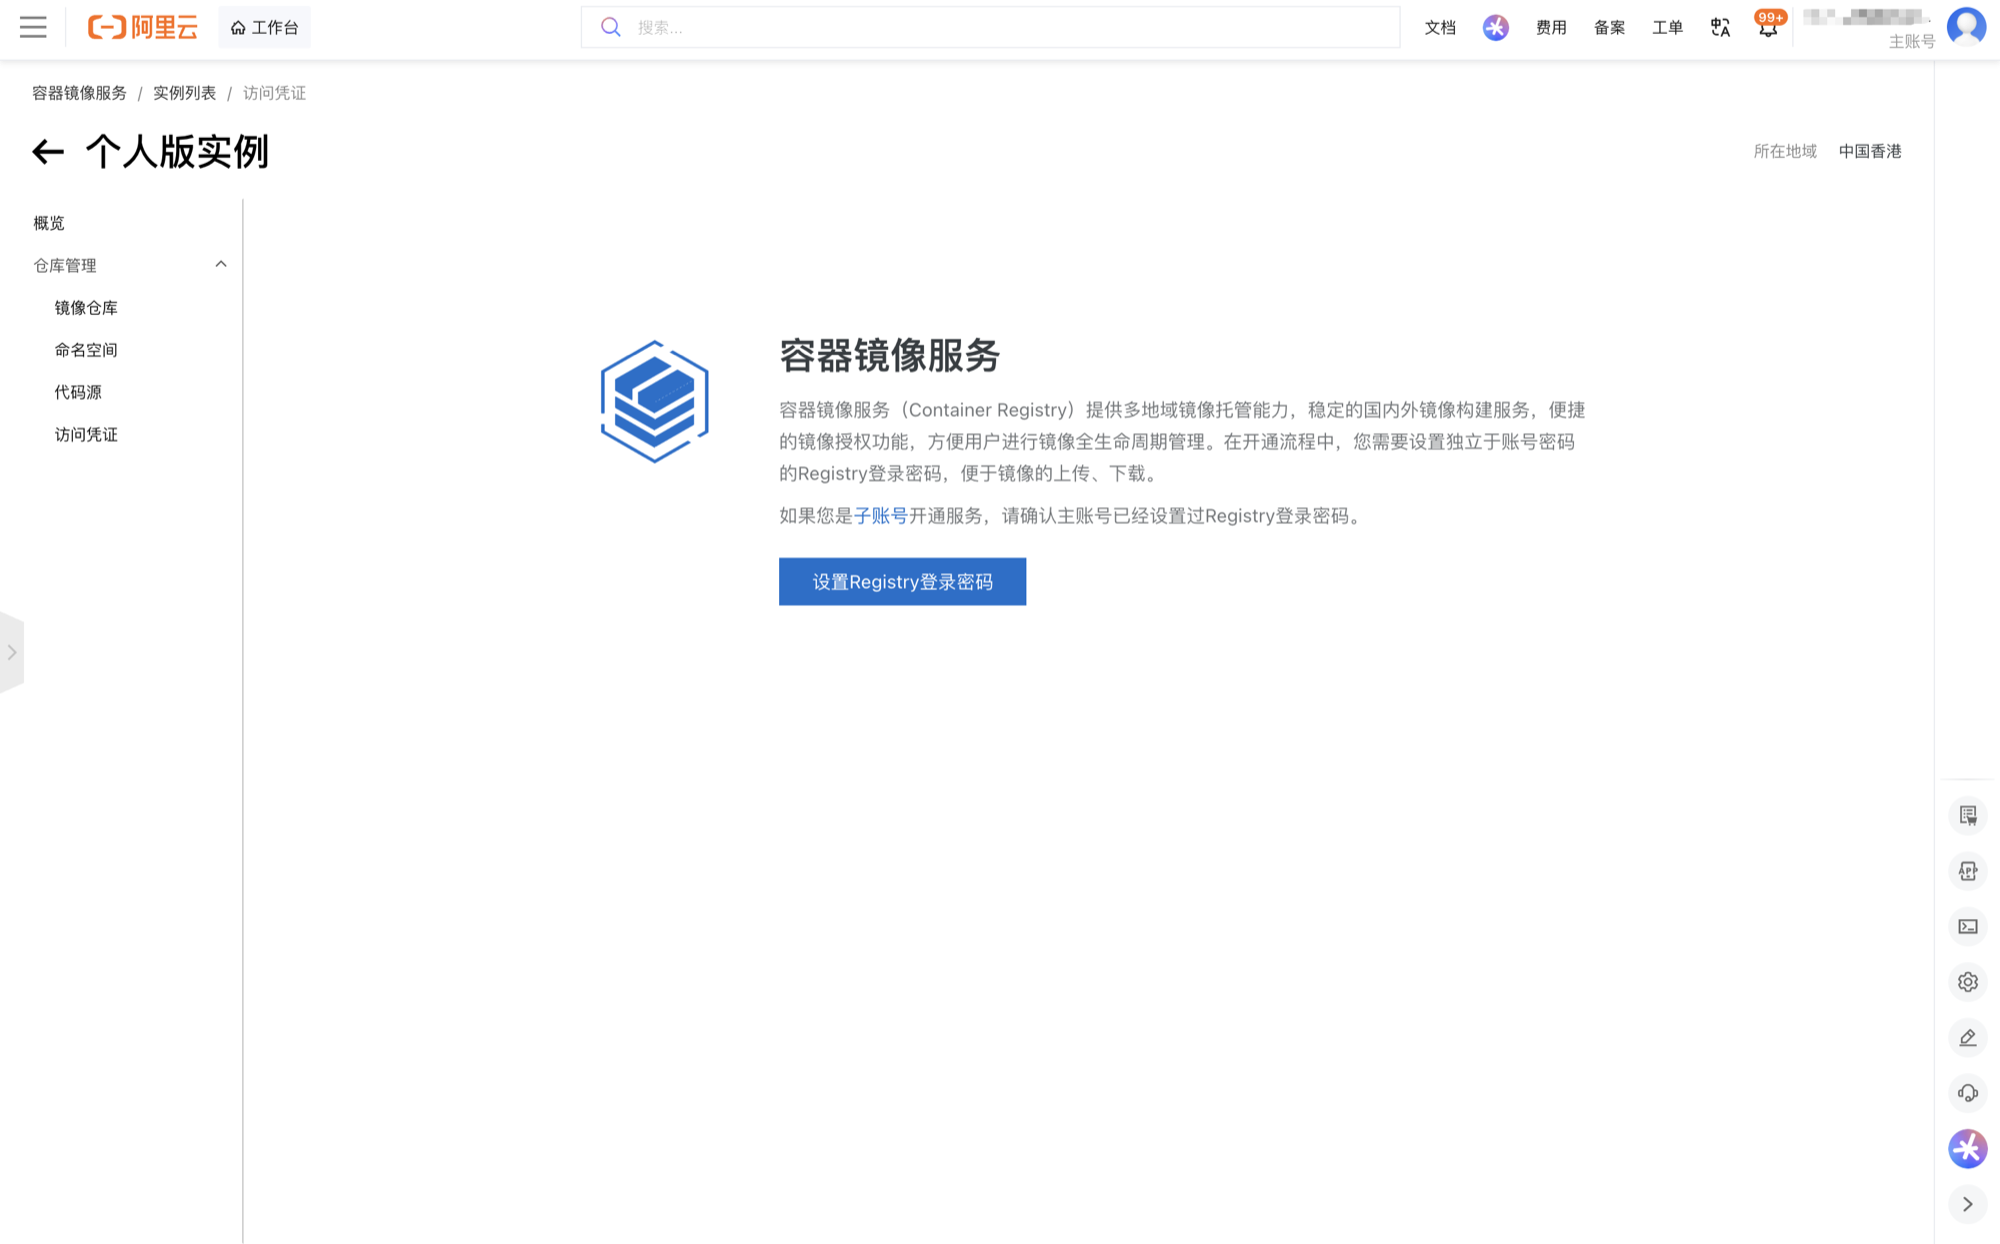 阿里云
工作台
搜索...
文档
费用
备案
工单
99+
主账号
容器镜像服务 / 实例列表 / 访问凭证
个人版实例
所在地域 中国香港
概览
仓库管理
镜像仓库
命名空间
代码源
访问凭证
容器镜像服务
容器镜像服务（Container Registry）提供多地域镜像托管能力，稳定的国内外镜像构建服务，便捷
的镜像授权功能，方便用户进行镜像全生命周期管理。在开通流程中，您需要设置独立于账号密码
的Registry登录密码，便于镜像的上传、下载。
如果您是子账号开通服务，请确认主账号已经设置过Registry登录密码。
设置Registry登录密码
APP